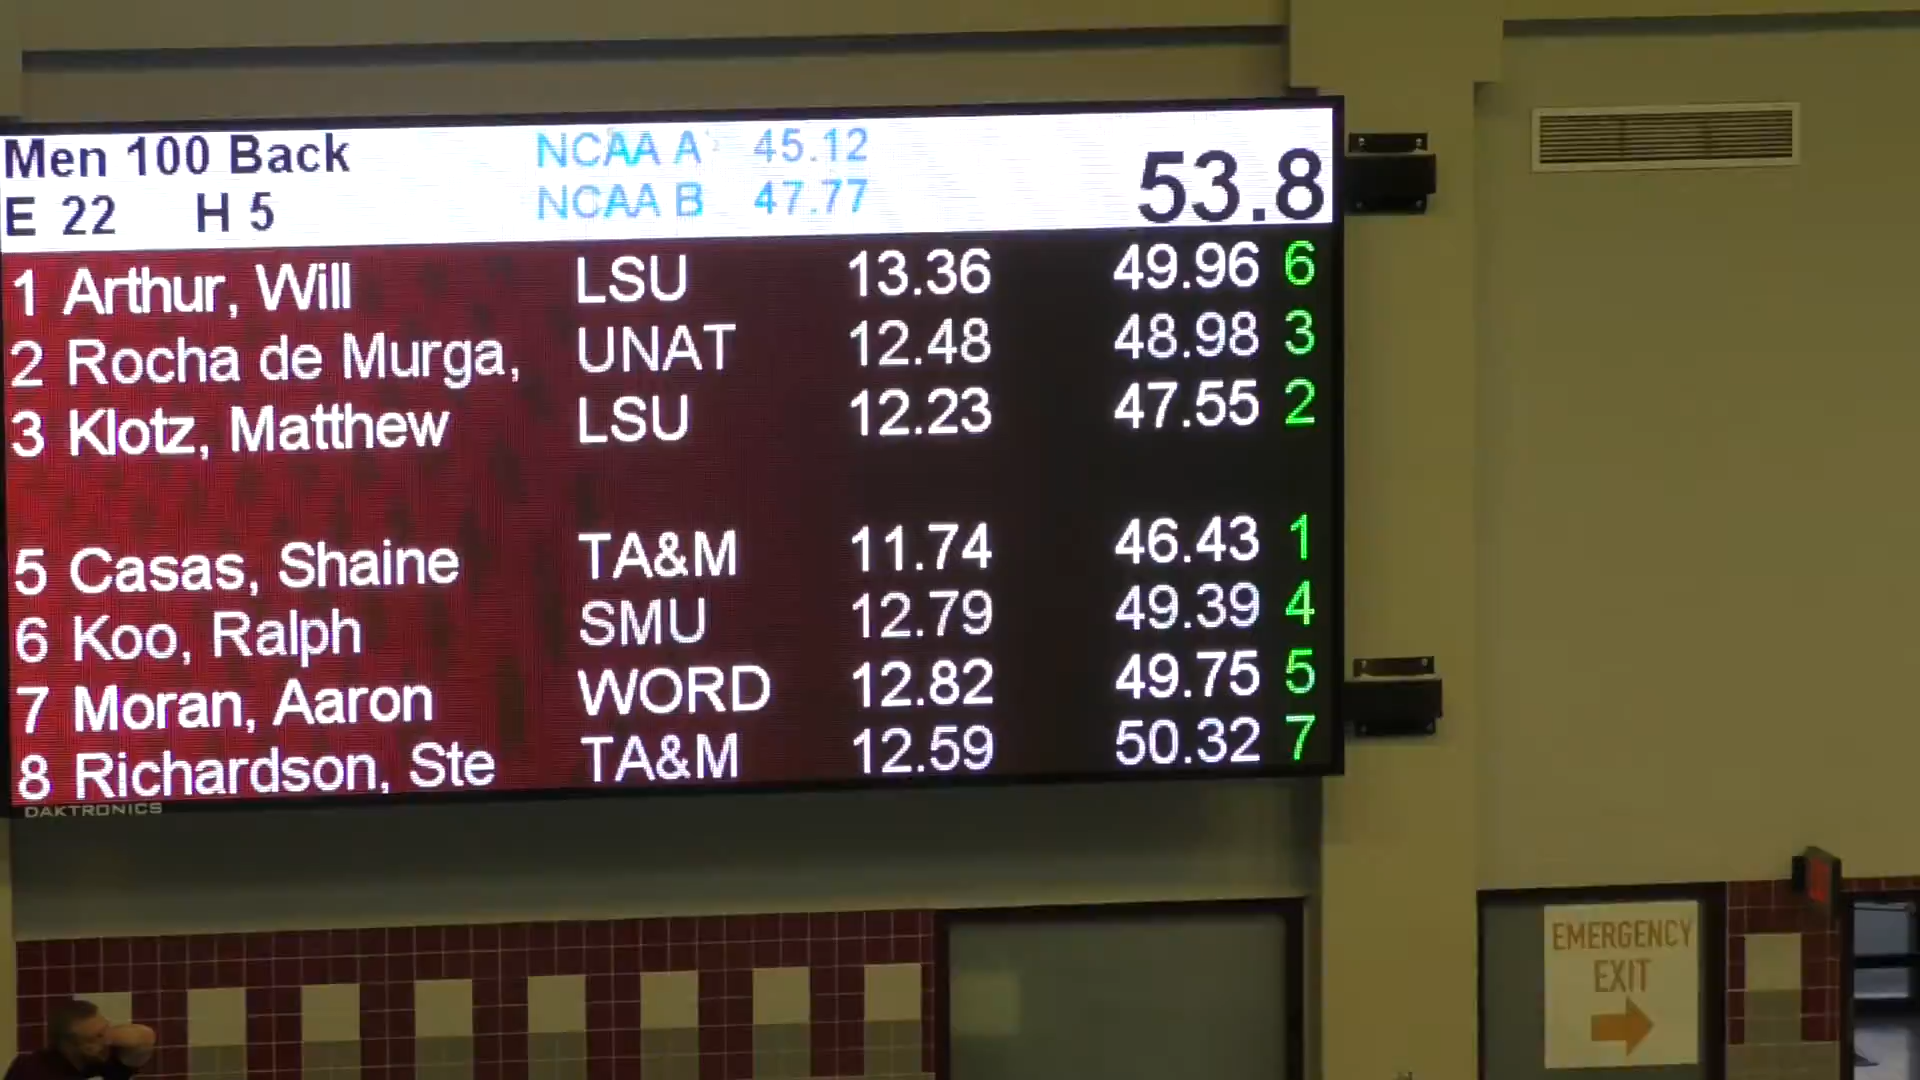 Men 100 Back NCAA A 45.12
E 22 H 5 NCAA B 47.77 53.8
1 Arthur, Will LSU 13.36 49.96 6
2 Rocha de Murga, UNAT 12.48 48.98 3
3 Klotz, Matthew LSU 12.23 47.55 2
5 Casas, Shaine TA&M 11.74 46.43 1
6 Koo, Ralph SMU 12.79 49.39 4
7 Moran, Aaron WORD 12.82 49.75 5
8 Richardson, Ste TA&M 12.59 50.32 7
DAKTRONICS
EMERGENCY
EXIT